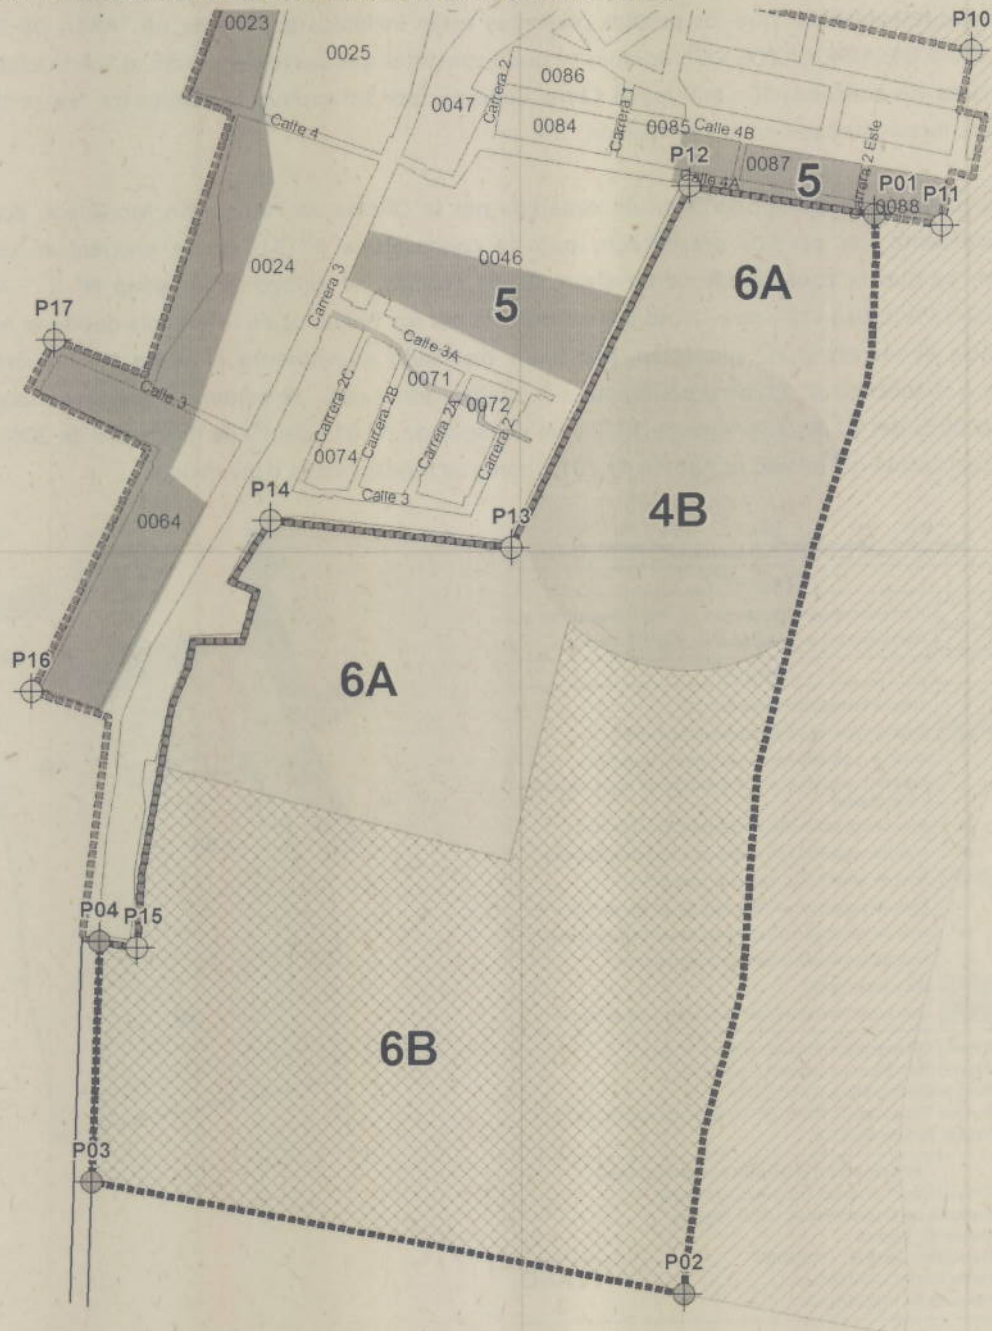 0023
P10
0025
0086
0047
Carrera 2
Carrera 1
Calle 4
0084
0085
Calle 4B
P12
0087
5
Carrera 2 Este
P01
P11
Calle 4A
0088
0046
6A
0024
5
Carrera 3
P17
Calle 3A
0071
0072
Carrera 2C
Carrera 2B
Carrera 2A
Carrera 2
Calle 3
0074
Calle 3
P14
P13
4B
0064
P16
6A
P04
P15
6B
P03
P02